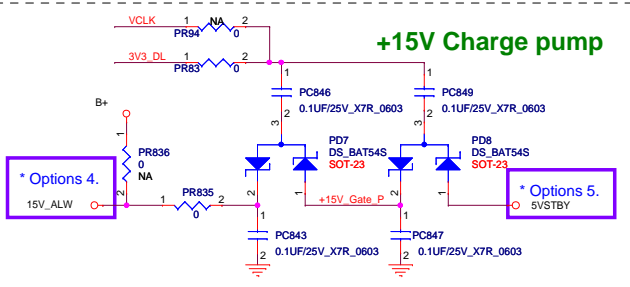 VCLK
1
NA
2
PR94
0
+15V Charge pump
3V3_DL
1
2
PR83
0
1
1
PC846
PC849
0.1UF/25V_X7R_0603
0.1UF/25V_X7R_0603
B+
2
2
3
3
1
PD7
PD8
DS_BAT54S
DS_BAT54S
SOT-23
SOT-23
PR836
0
NA
* Options 4.
* Options 5.
2
PR835
2
1
2
1
15V_ALW
1
2
+15V_Gate_P
5VSTBY
0
1
1
PC843
PC847
0.1UF/25V_X7R_0603
0.1UF/25V_X7R_0603
2
2